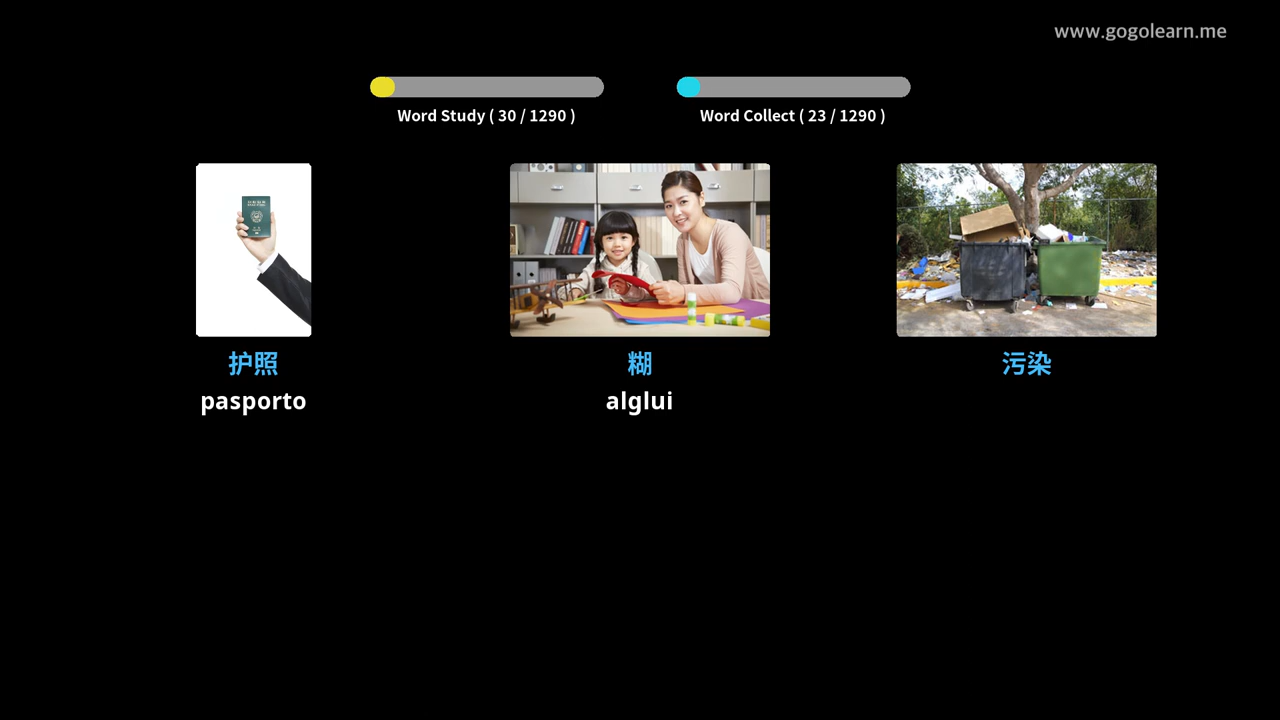 www.gogolearn.me
Word Study ( 30 / 1290 )
Word Collect ( 23 / 1290 )
护照
pasporto
糊
alglui
污染